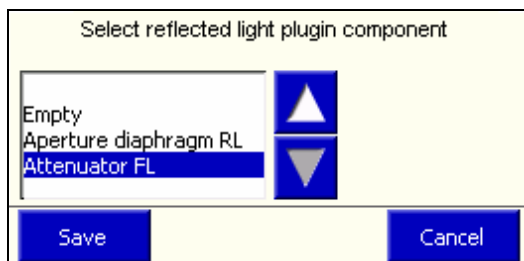 Select reflected light plugin component
Empty
Aperture diaphragm RL
Attenuator FL
Save
Cancel